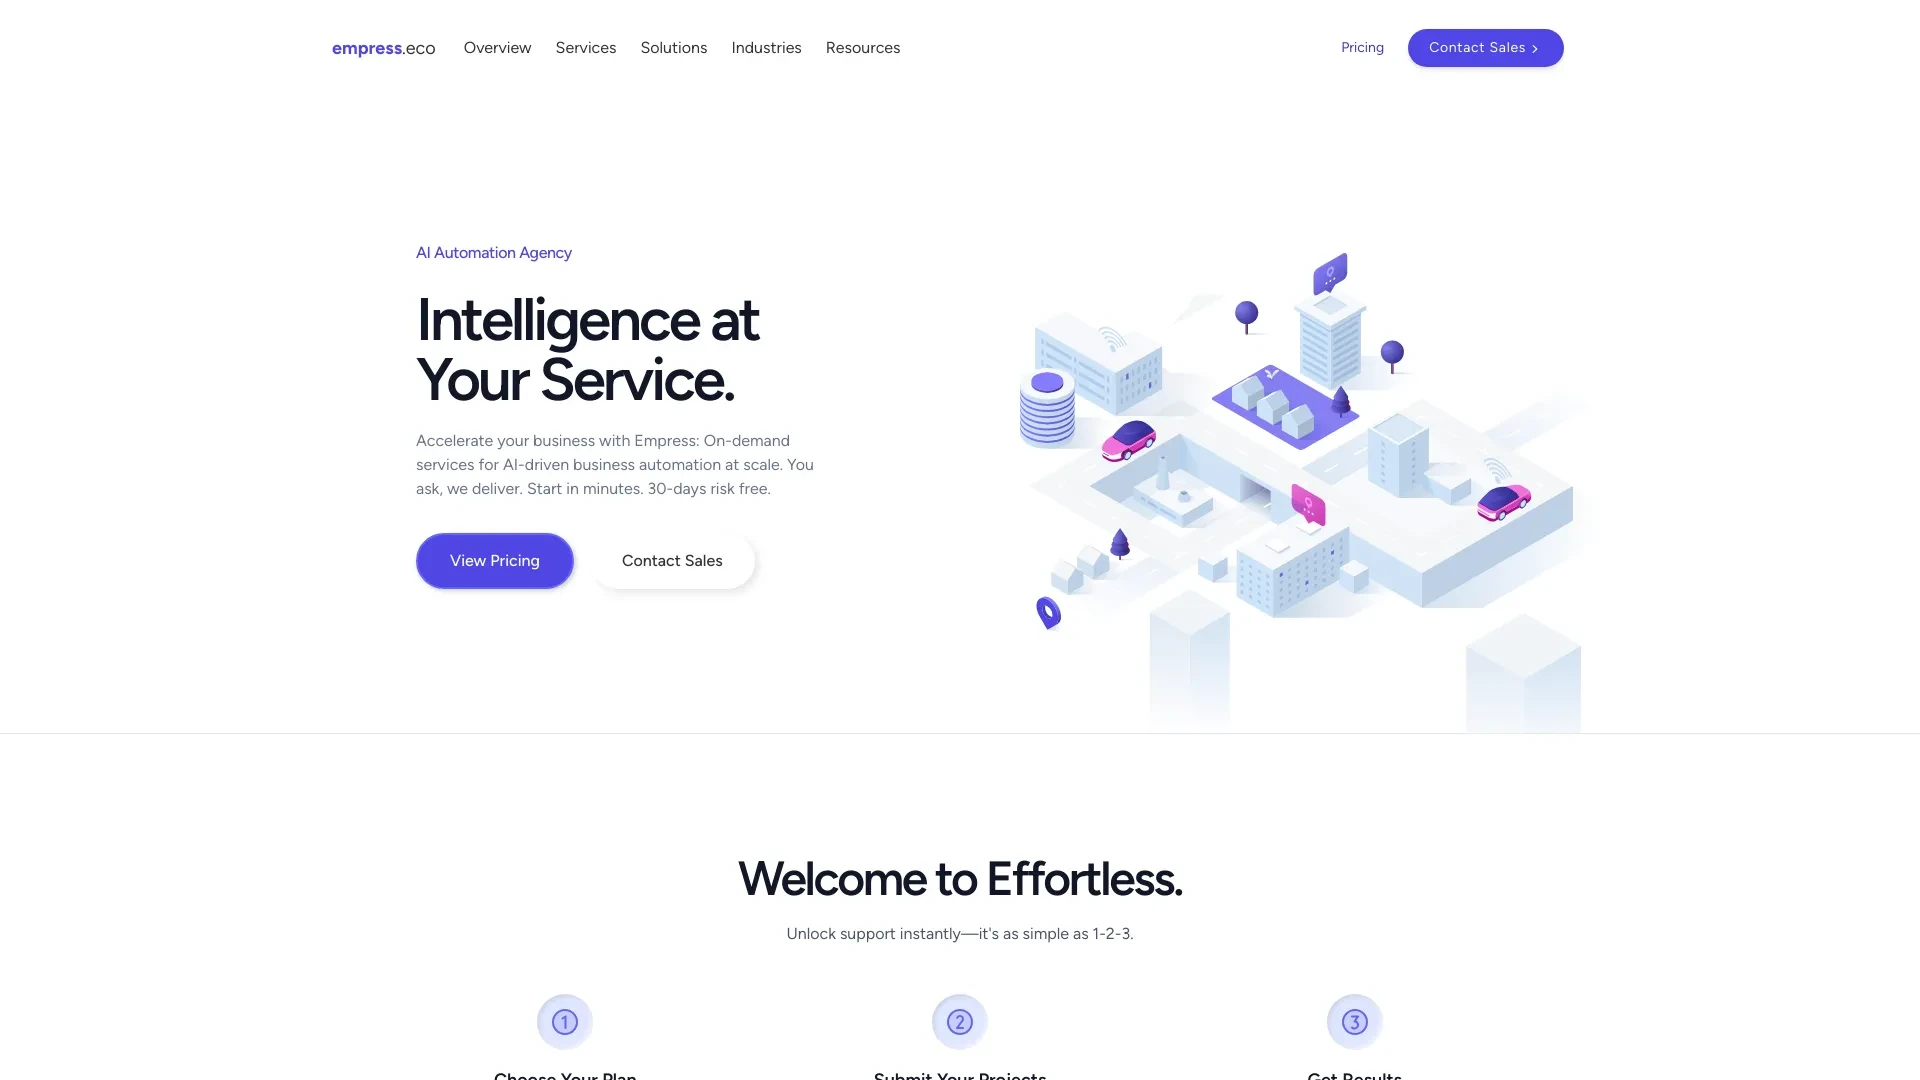 empress.eco
Overview
Services
Solutions
Industries
Resources
Pricing
Contact Sales
AI Automation Agency
Intelligence at
Your Service.
Accelerate your business with Empress: On-demand
services for AI-driven business automation at scale. You
ask, we deliver. Start in minutes. 30-days risk free.
View Pricing
Contact Sales
Welcome to Effortless.
Unlock support instantly—it's as simple as 1-2-3.
1
2
3
Choose Your Plan
Submit Your Projects
Get Results